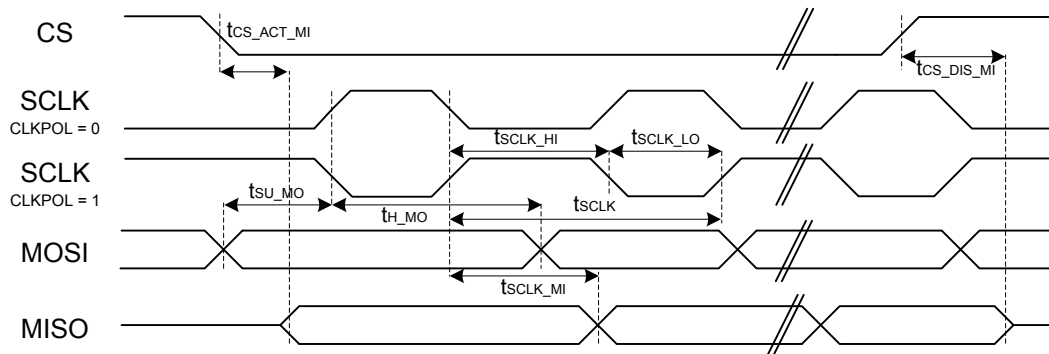 CS
tCS_ACT_MI
tCS_DIS_MI
SCLK
CLKPOL = 0
tSCLK_HI
tSCLK_LO
SCLK
CLKPOL = 1
tSU_MO
tH_MO
tSCLK
MOSI
tSCLK_MI
MISO